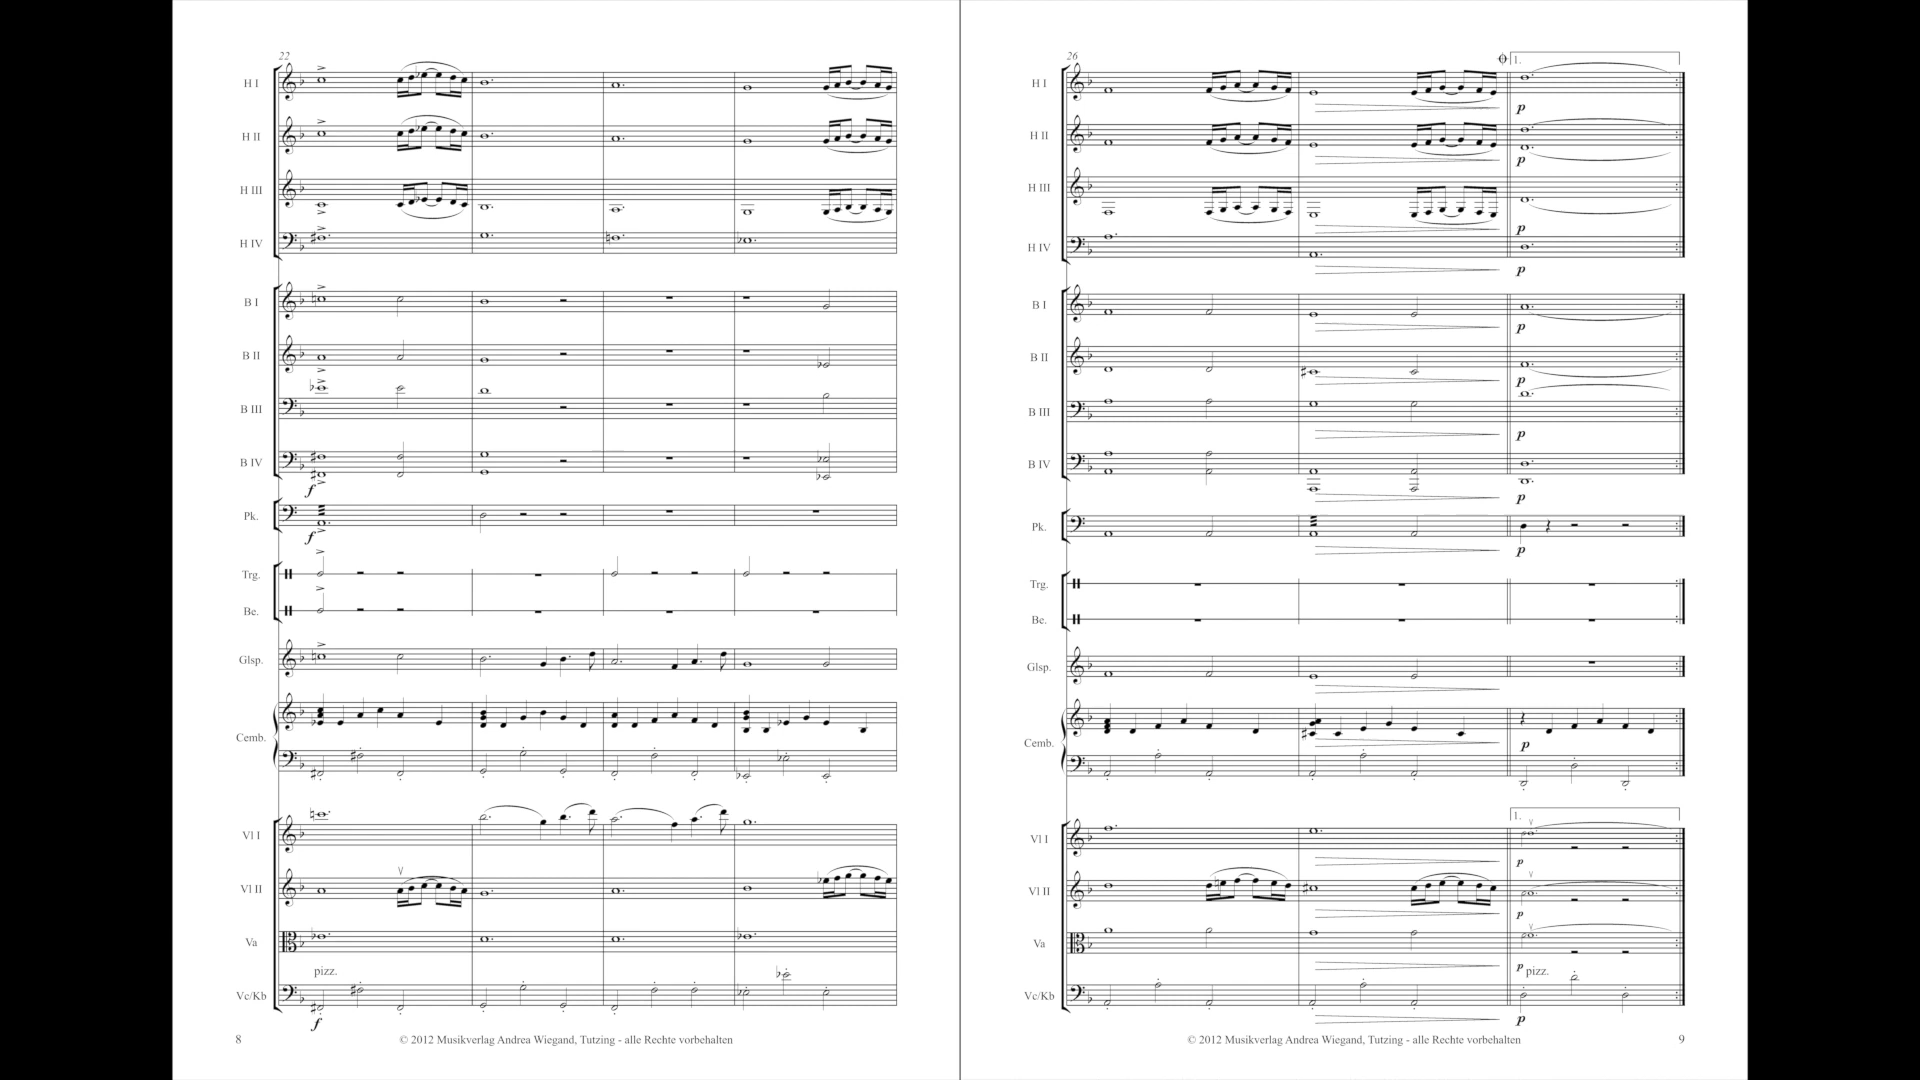 22
H I
H II
H III
H IV
B I
B II
B III
B IV
f
Pk.
f
Trg.
Be.
Glsp.
Cemb.
Vl I
Vl II
Va
pizz.
Vc/Kb
f
8
© 2012 Musikverlag Andrea Wiegand, Tutzing - alle Rechte vorbehalten
26
1.
H I
p
H II
p
H III
p
H IV
p
B I
p
B II
p
B III
p
B IV
p
Pk.
p
Trg.
Be.
Glsp.
Cemb.
p
1.
Vl I
p
Vl II
p
Va
p pizz.
Vc/Kb
p
© 2012 Musikverlag Andrea Wiegand, Tutzing - alle Rechte vorbehalten
9